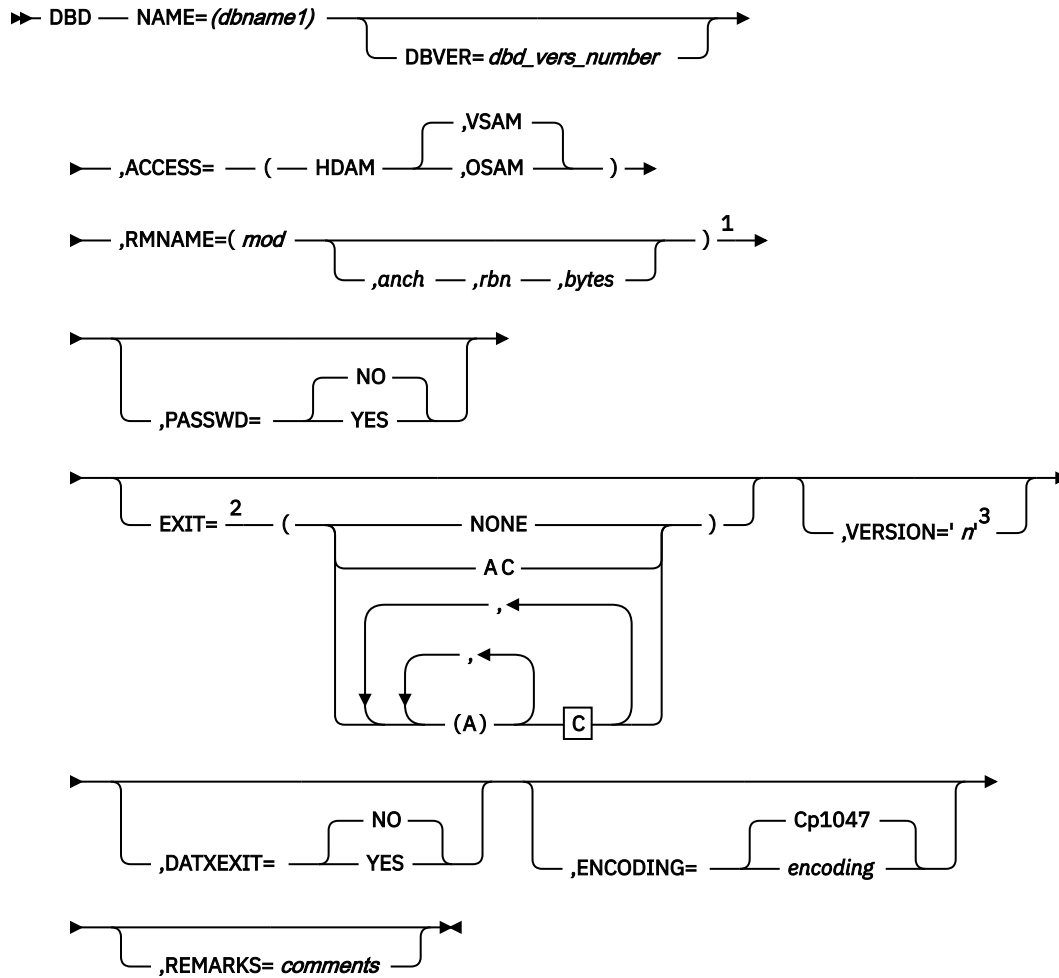 DBD NAME=(dbname1)
DBVER=dbd_vers_number
,VSAM
,ACCESS= ( HDAM ,OSAM )
,RMNAME=( mod ) 1
,anch ,rbn ,bytes
NO
,PASSWD= YES
EXIT= 2 ( NONE ) ,VERSION=' n' 3
A C
,
,
(A) C
NO Cp1047
,DATXEXIT= YES ,ENCODING= encoding
,REMARKS= comments